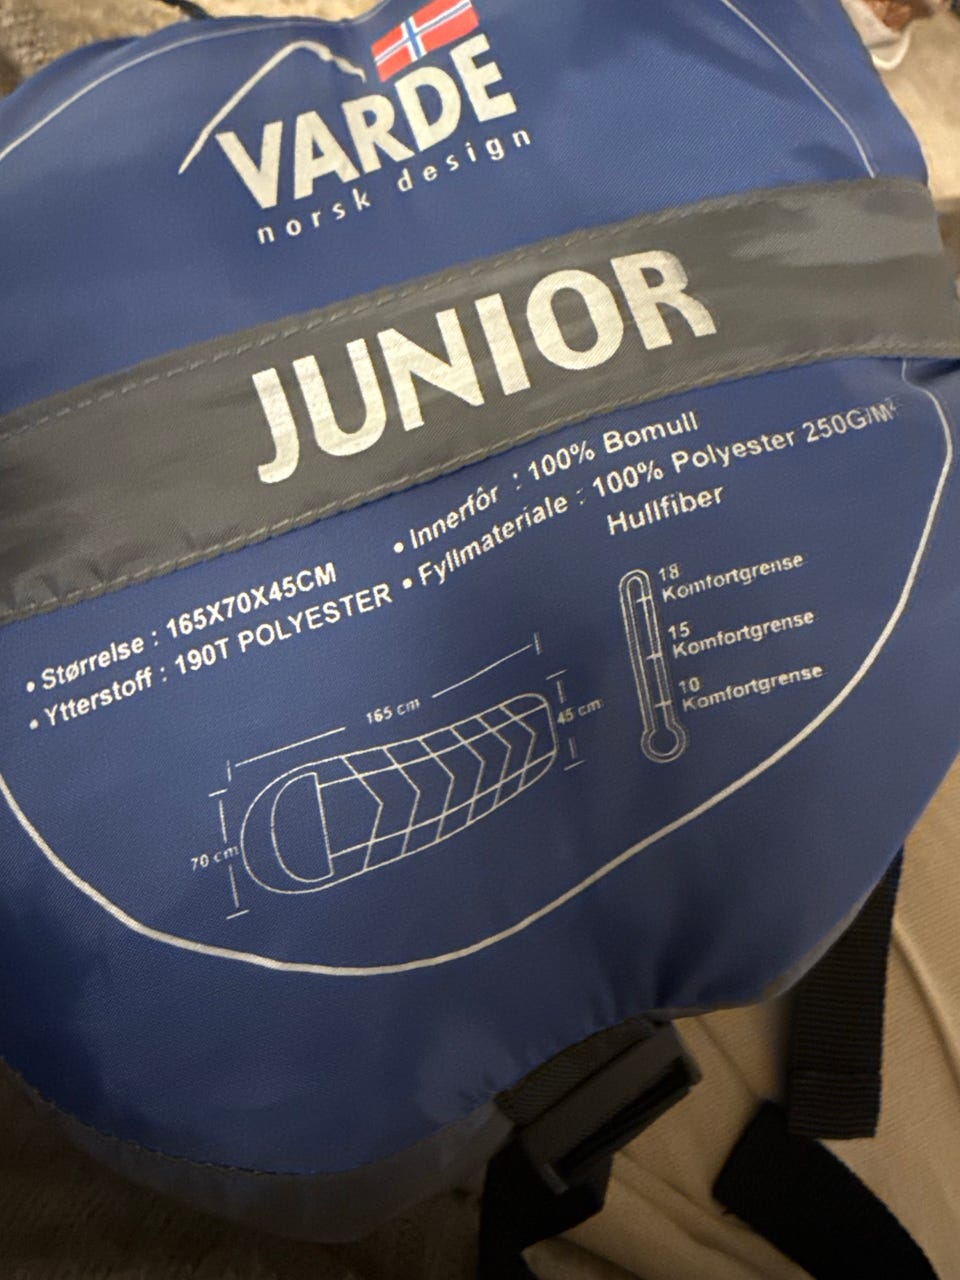 VARDE
norsk design
JUNIOR
• Størrelse : 165X70X45CM
• Innerfôr : 100% Bomull
• Ytterstoff : 190T POLYESTER
• Fyllmateriale : 100% Polyester 250G/M²
Hullfiber
18
Komfortgrense
15
Komfortgrense
10
Komfortgrense
165 cm
45 cm
70 cm